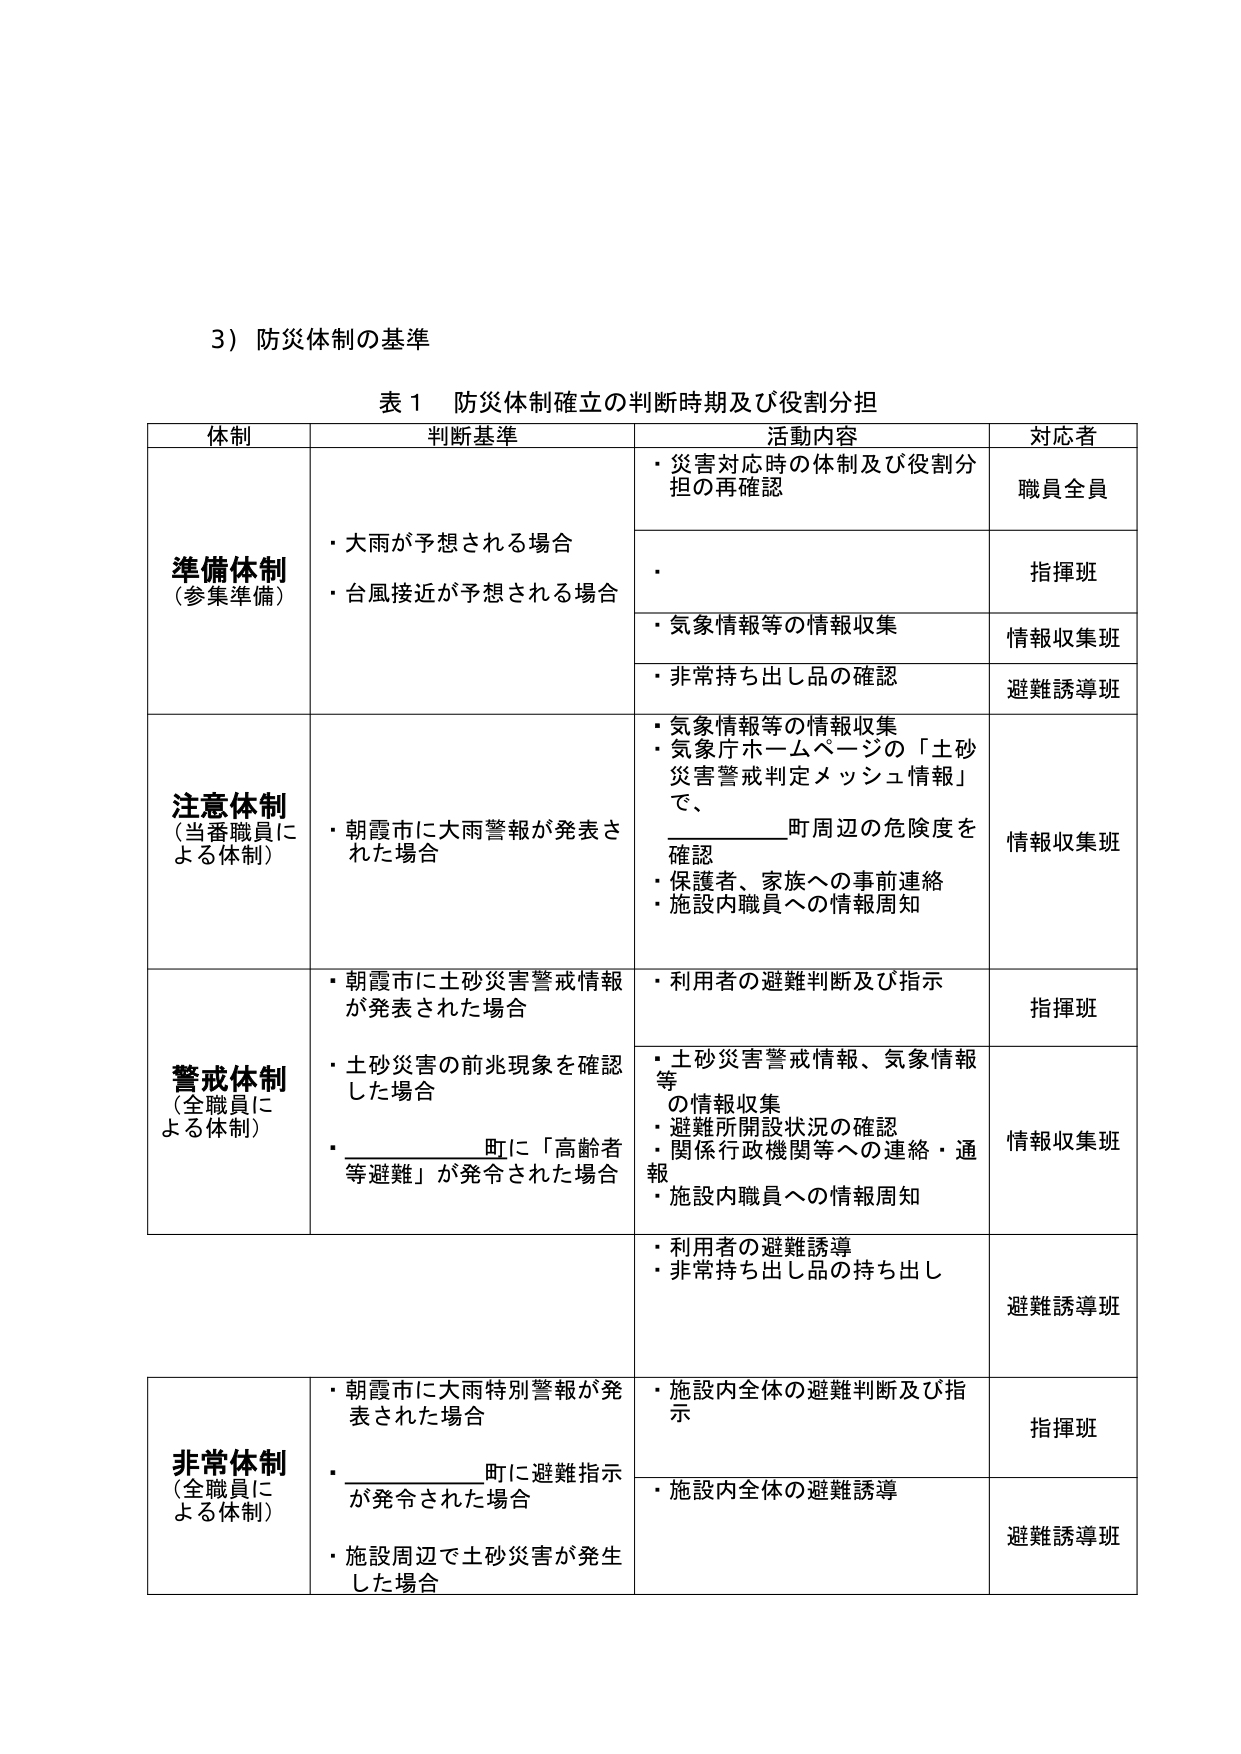 3) 防災体制の基準
表１　防災体制確立の判断時期及び役割分担
体制
判断基準
活動内容
対応者
準備体制
（参集準備）
・大雨が予想される場合
・台風接近が予想される場合
・災害対応時の体制及び役割分
担の再確認
職員全員
・
指揮班
・気象情報等の情報収集
情報収集班
・非常持ち出し品の確認
避難誘導班
注意体制
（当番職員に
よる体制）
・朝霞市に大雨警報が発表さ
れた場合
・気象情報等の情報収集
・気象庁ホームページの「土砂
災害警戒判定メッシュ情報」
で、
＿＿＿＿＿町周辺の危険度を
確認
・保護者、家族への事前連絡
・施設内職員への情報周知
情報収集班
警戒体制
（全職員に
よる体制）
・朝霞市に土砂災害警戒情報
が発表された場合
・土砂災害の前兆現象を確認
した場合
・＿＿＿＿＿＿町に「高齢者
等避難」が発令された場合
・利用者の避難判断及び指示
指揮班
・土砂災害警戒情報、気象情報
等
の情報収集
・避難所開設状況の確認
・関係行政機関等への連絡・通
報
・施設内職員への情報周知
情報収集班
・利用者の避難誘導
・非常持ち出し品の持ち出し
避難誘導班
非常体制
（全職員に
よる体制）
・朝霞市に大雨特別警報が発
表された場合
・＿＿＿＿＿＿町に避難指示
が発令された場合
・施設周辺で土砂災害が発生
した場合
・施設内全体の避難判断及び指
示
指揮班
・施設内全体の避難誘導
避難誘導班